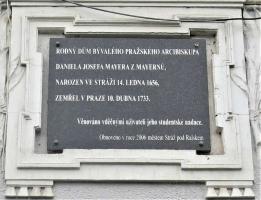 RODNÝ DŮM BÝVALÉHO PRAŽSKÉHO ARCIBISKUPA
DANIELA JOSEFA MAYERA Z MAYERNŮ,
NAROZEN VE STRÁŽI 14. LEDNA 1656,
ZEMŘEL V PRAZE 10. DUBNA 1733.
Věnováno vděčnými uživateli jeho studentské nadace.
Obnoveno v roce 2006 městem Stráž pod Ralskem